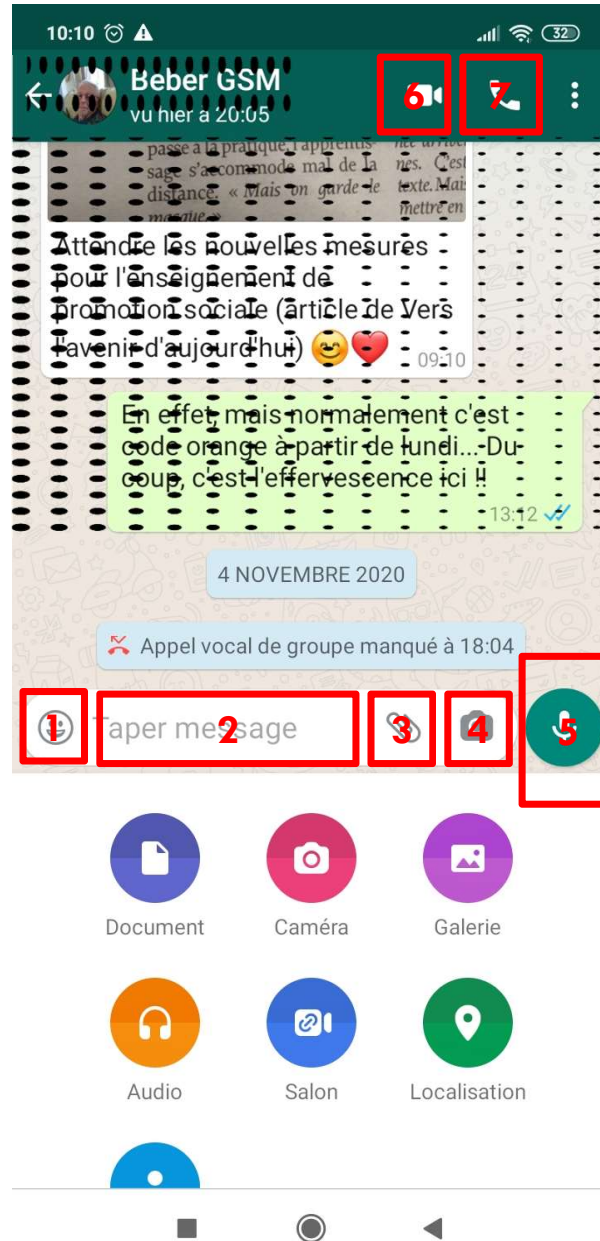 10:10
32
Beber GSM
vu hier à 20:05
6
7
passe à la pratique, l'apprentis-
sage s'accommode mal de la
distance. « Mais on garde le
masque »
nes. C'est
texte. Mais
mettre en
Attendre les nouvelles mesures
pour l'enseignement de
promotion sociale (article de Vers
l'avenir d'aujourd'hui) 😊❤️
09:10
En effet, mais normalement c'est
code orange à partir de lundi... Du
coup, c'est l'effervescence ici !!
13:12
4 NOVEMBRE 2020
Appel vocal de groupe manqué à 18:04
1 Taper message 2 3 4 5
Document Caméra Galerie
Audio Salon Localisation